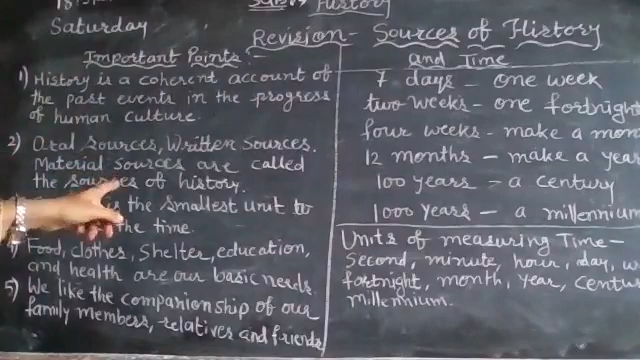 Saturday
History
Revision - Sources of History
and Time
Important Points :-
1) History is a coherent account of
the past events in the progress
of human culture.
2) Oral Sources, Written Sources.
Material Sources are called
the sources of history.
is the smallest unit to
the time.
Food, clothes, Shelter, education,
and health are our basic needs.
5) We like the companionship of our
family members, relatives and friends
7 days - one week
two weeks - one fortnight
four weeks - make a mon
12 months - make a year
100 years - a century
1000 years - a millennium
Units of measuring Time -
Second, minute, hour, day, w
fortnight, month, year, centur
millennium.